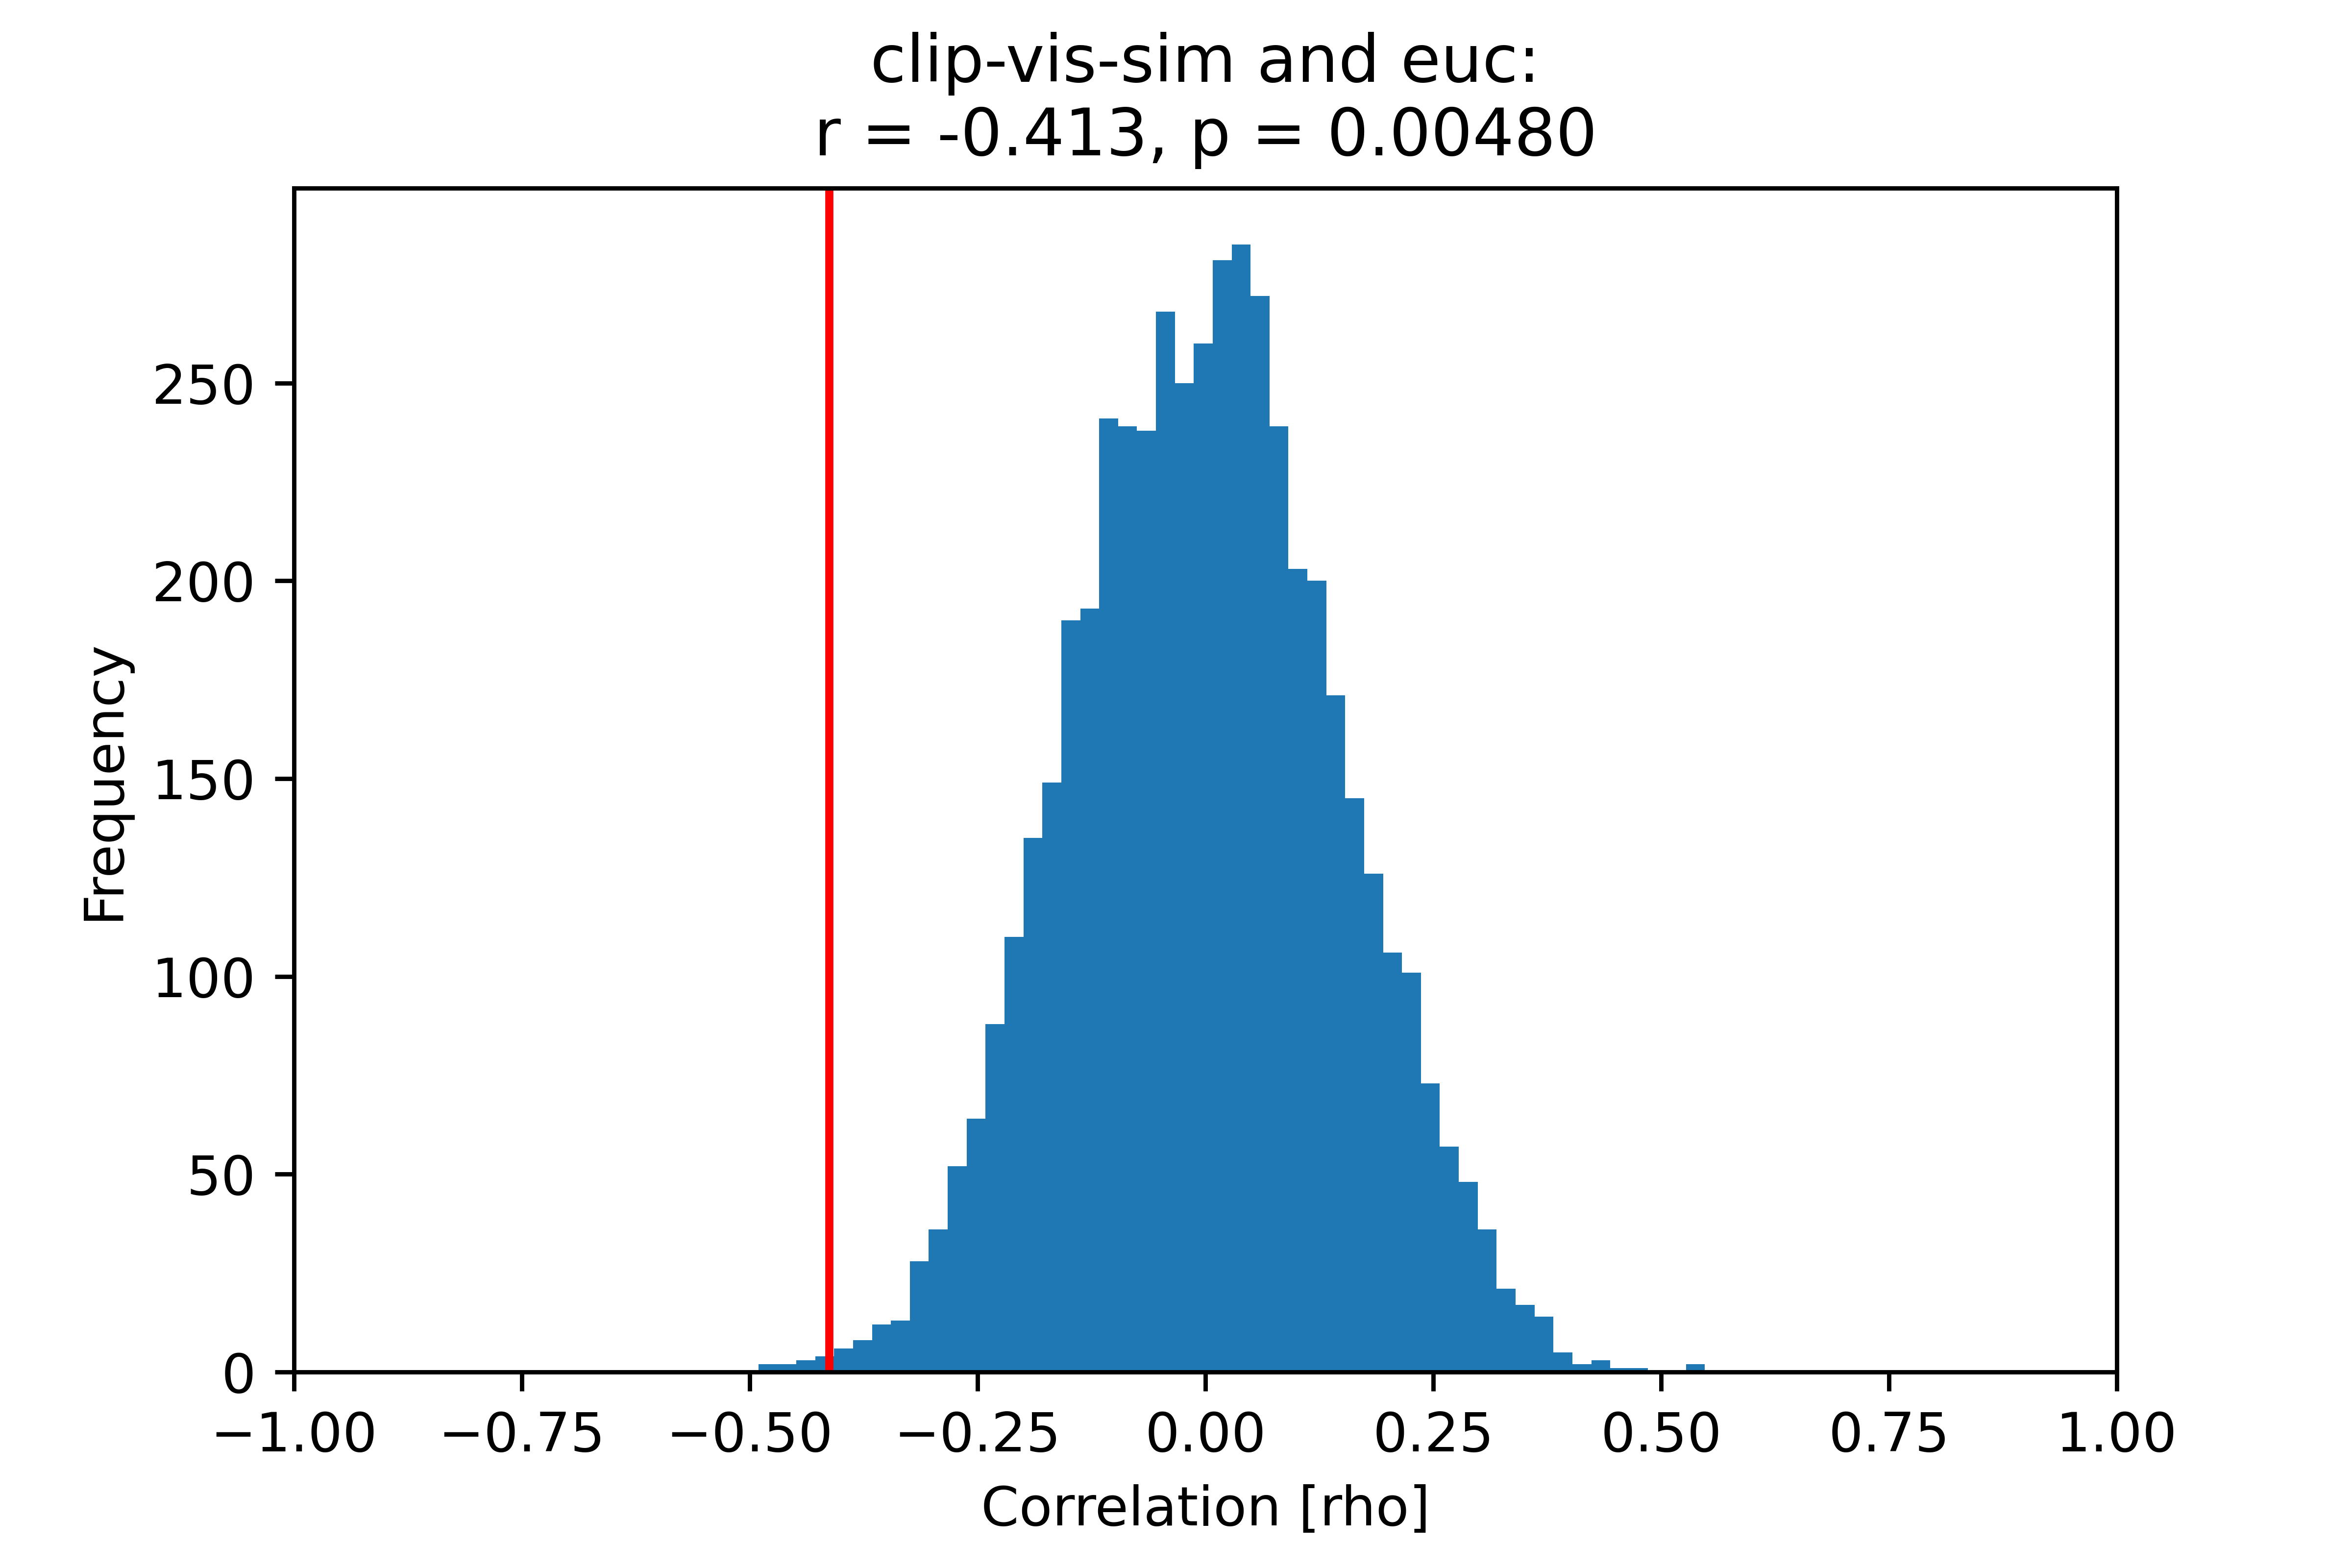 clip-vis-sim and euc:
r = -0.413, p = 0.00480
Frequency
250
200
150
100
50
0
−1.00 −0.75 −0.50 −0.25 0.00 0.25 0.50 0.75 1.00
Correlation [rho]